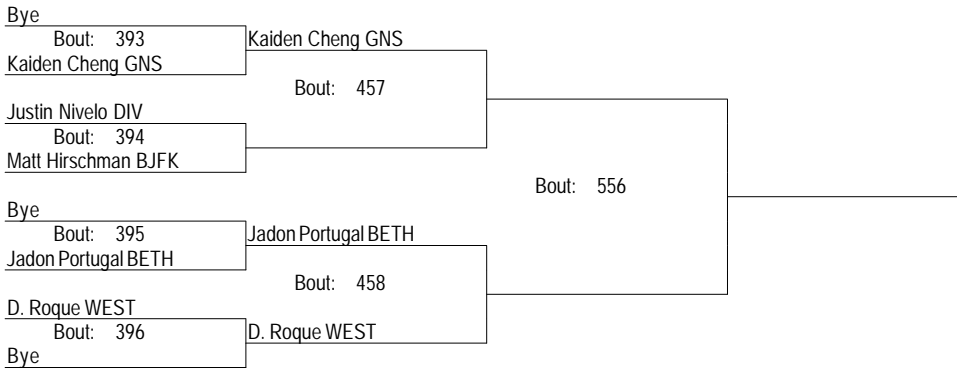 Bye
Bout: 393
Kaiden Cheng GNS
Kaiden Cheng GNS
Bout: 457
Justin Nivelo DIV
Bout: 394
Matt Hirschman BJFK
Bout: 556
Bye
Bout: 395
Jadon Portugal BETH
Jadon Portugal BETH
Bout: 458
D. Roque WEST
Bout: 396
D. Roque WEST
Bye